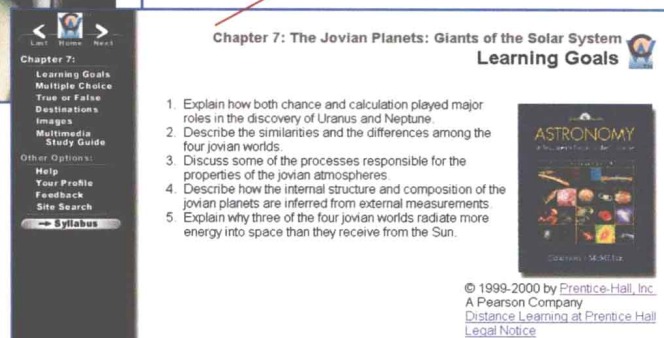 Last Home Next
Chapter 7:
Learning Goals
Multiple Choice
True or False
Destinations
Images
Multimedia
Study Guide
Other Options:
Help
Your Profile
Feedback
Site Search
Syllabus
Chapter 7: The Jovian Planets: Giants of the Solar System
Learning Goals
1. Explain how both chance and calculation played major
roles in the discovery of Uranus and Neptune.
2. Describe the similarities and the differences among the
four jovian worlds.
3. Discuss some of the processes responsible for the
properties of the jovian atmospheres.
4. Describe how the internal structure and composition of the
jovian planets are inferred from external measurements.
5. Explain why three of the four jovian worlds radiate more
energy into space than they receive from the Sun.
ASTRONOMY
© 1999-2000 by Prentice-Hall, Inc.
A Pearson Company
Distance Learning at Prentice Hall
Legal Notice